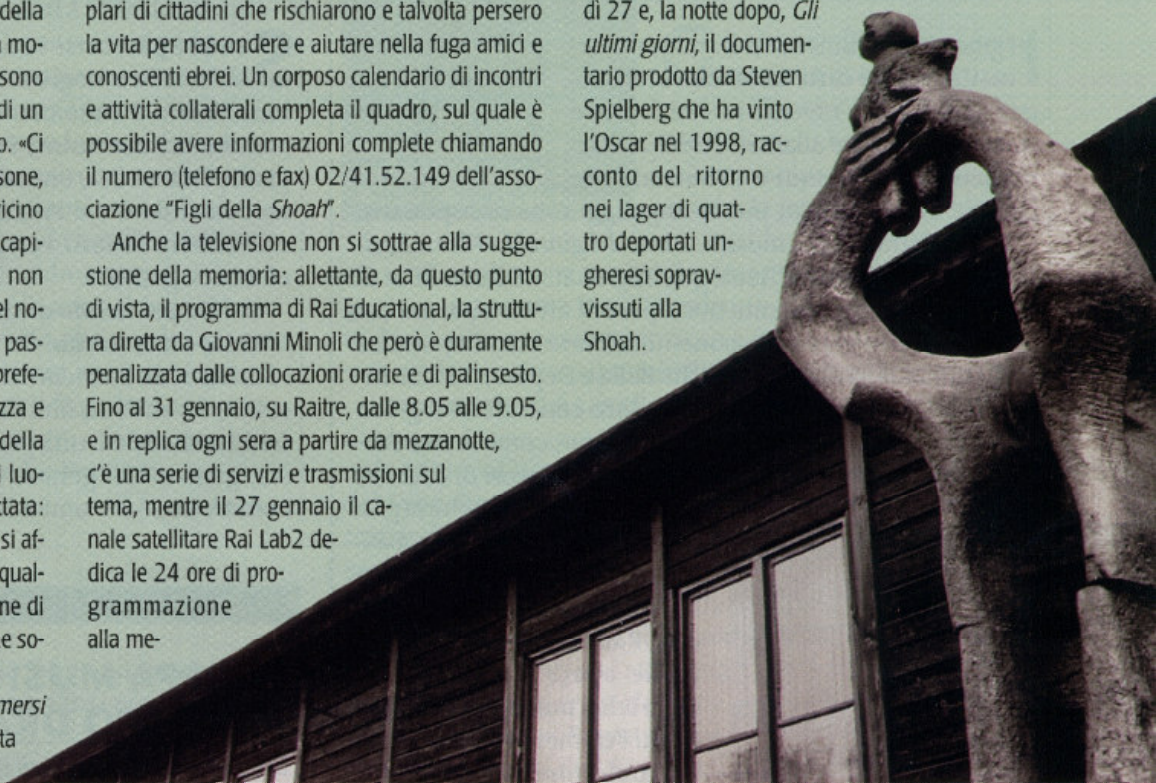 della
mo-
sono
di un
o. «Ci
sone,
icino
capi-
non
el no-
pas-
prefe-
zza e
della
luo-
tata:
si af-
qual-
ne di
e so-
mersi
ta
plari di cittadini che rischiarono e talvolta persero
la vita per nascondere e aiutare nella fuga amici e
conoscenti ebrei. Un corposo calendario di incontri
e attività collaterali completa il quadro, sul quale è
possibile avere informazioni complete chiamando
il numero (telefono e fax) 02/41.52.149 dell'asso-
ciazione "Figli della Shoah".
Anche la televisione non si sottrae alla sugge-
stione della memoria: allettante, da questo punto
di vista, il programma di Rai Educational, la struttu-
ra diretta da Giovanni Minoli che però è duramente
penalizzata dalle collocazioni orarie e di palinsesto.
Fino al 31 gennaio, su Raitre, dalle 8.05 alle 9.05,
e in replica ogni sera a partire da mezzanotte,
c'è una serie di servizi e trasmissioni sul
tema, mentre il 27 gennaio il ca-
nale satellitare Rai Lab2 de-
dica le 24 ore di pro-
grammazione
alla me-
dì 27 e, la notte dopo, Gli
ultimi giorni, il documen-
tario prodotto da Steven
Spielberg che ha vinto
l'Oscar nel 1998, rac-
conto del ritorno
nei lager di quat-
tro deportati un-
gheresi soprav-
vissuti alla
Shoah.